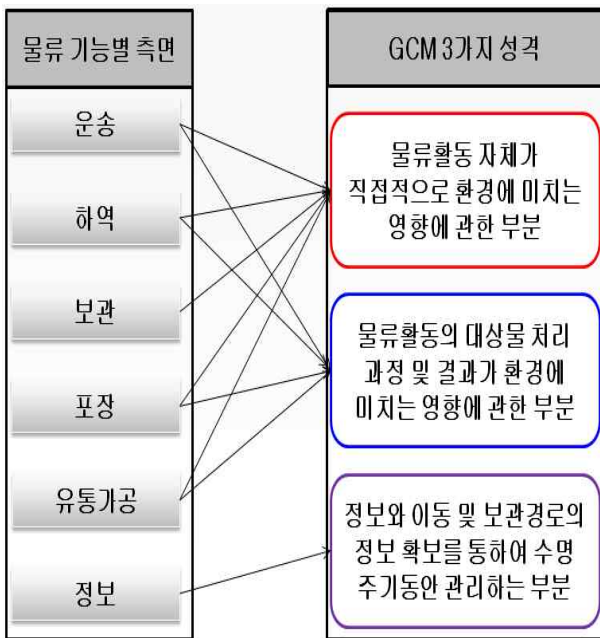 물류 기능별 측면
운송
하역
보관
포장
유통가공
정보
GCM 3가지 성격
물류활동 자체가
직접적으로 환경에 미치는
영향에 관한 부분
물류활동의 대상물 처리
과정 및 결과가 환경에
미치는 영향에 관한 부분
정보와 이동 및 보관경로의
정보 확보를 통하여 수명
주기동안 관리하는 부분